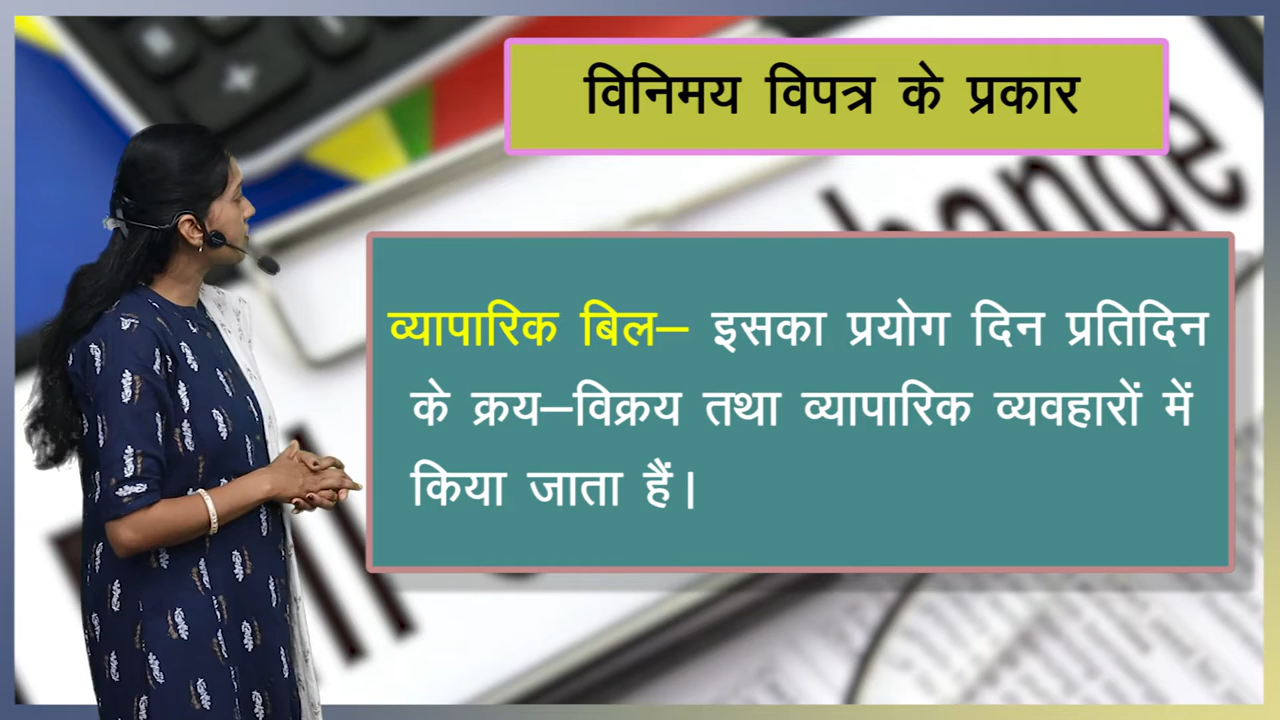 विनिमय विपत्र के प्रकार
व्यापारिक बिल– इसका प्रयोग दिन प्रतिदिन
के क्रय–विक्रय तथा व्यापारिक व्यवहारों में
किया जाता हैं।